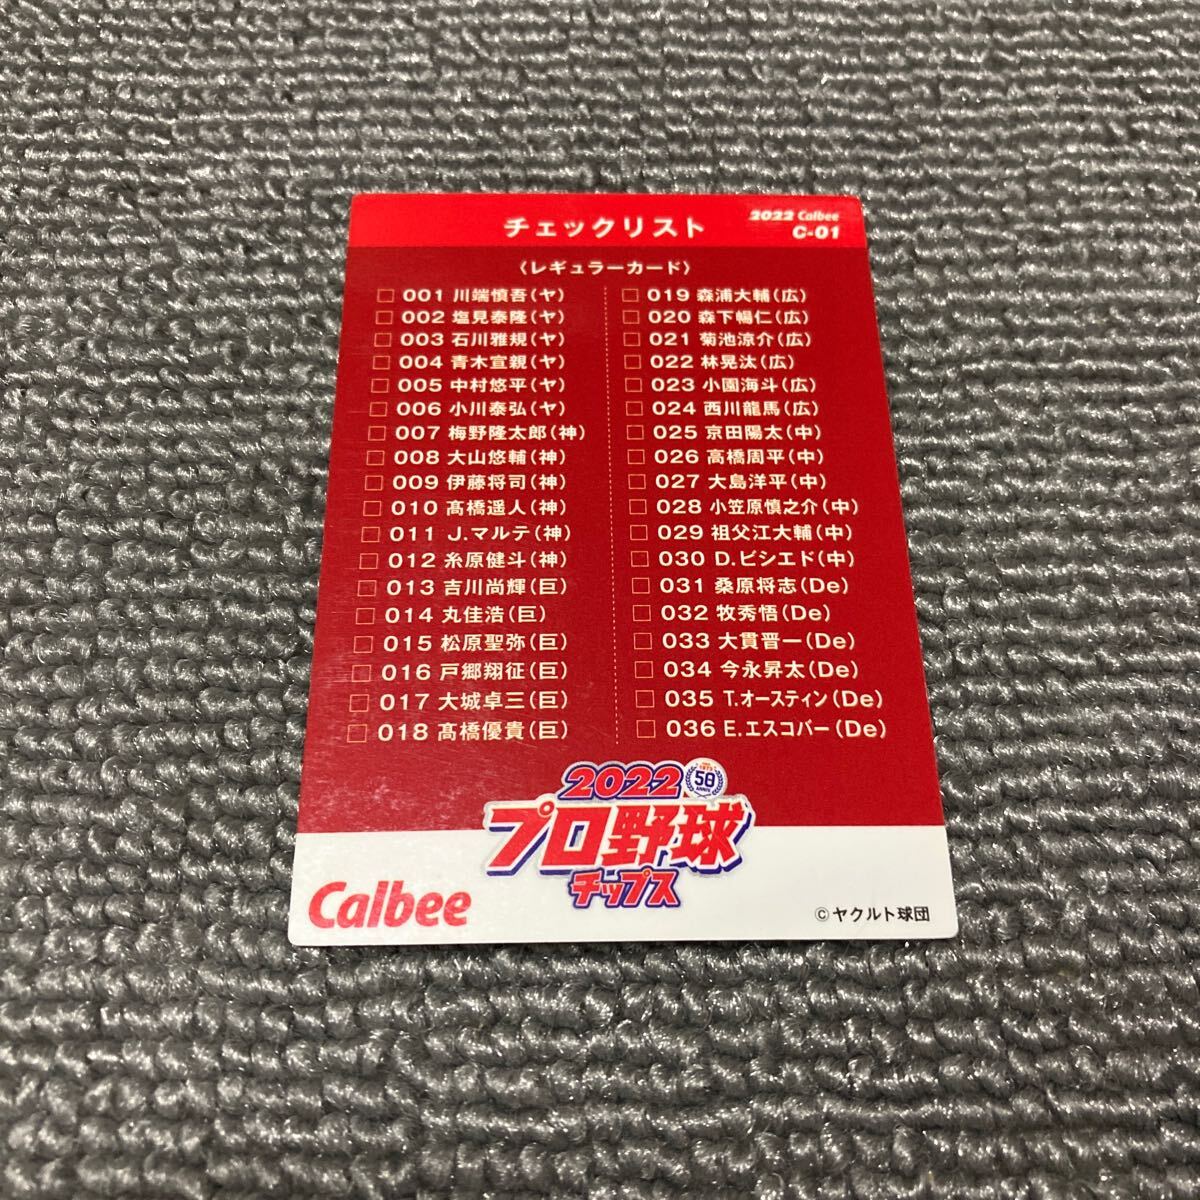 チェックリスト
2022 Calbee
C-01
〈レギュラーカード〉
□ 001 川端慎吾(ヤ)
□ 002 塩見泰隆(ヤ)
□ 003 石川雅規(ヤ)
□ 004 青木宣親(ヤ)
□ 005 中村悠平(ヤ)
□ 006 小川泰弘(ヤ)
□ 007 梅野隆太郎(神)
□ 008 大山悠輔(神)
□ 009 伊藤将司(神)
□ 010 髙橋遥人(神)
□ 011 J.マルテ(神)
□ 012 糸原健斗(神)
□ 013 吉川尚輝(巨)
□ 014 丸佳浩(巨)
□ 015 松原聖弥(巨)
□ 016 戸郷翔征(巨)
□ 017 大城卓三(巨)
□ 018 髙橋優貴(巨)
□ 019 森浦大輔(広)
□ 020 森下暢仁(広)
□ 021 菊池涼介(広)
□ 022 林晃汰(広)
□ 023 小園海斗(広)
□ 024 西川龍馬(広)
□ 025 京田陽太(中)
□ 026 高橋周平(中)
□ 027 大島洋平(中)
□ 028 小笠原慎之介(中)
□ 029 祖父江大輔(中)
□ 030 D.ビシエド(中)
□ 031 桑原将志(De)
□ 032 牧秀悟(De)
□ 033 大貫晋一(De)
□ 034 今永昇太(De)
□ 035 T.オースティン(De)
□ 036 E.エスコバー(De)
2022
50
プロ野球
チップス
Calbee
©ヤクルト球団